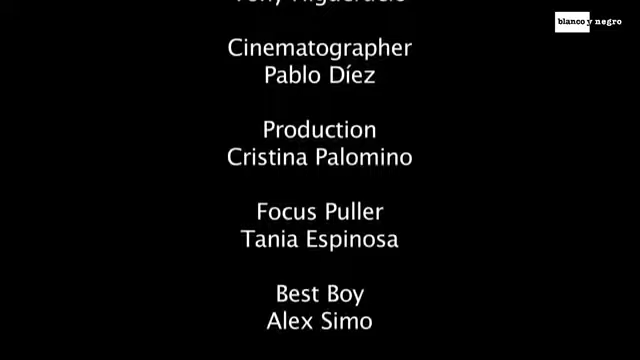 blanco y negro
Cinematographer
Pablo Díez
Production
Cristina Palomino
Focus Puller
Tania Espinosa
Best Boy
Alex Simo